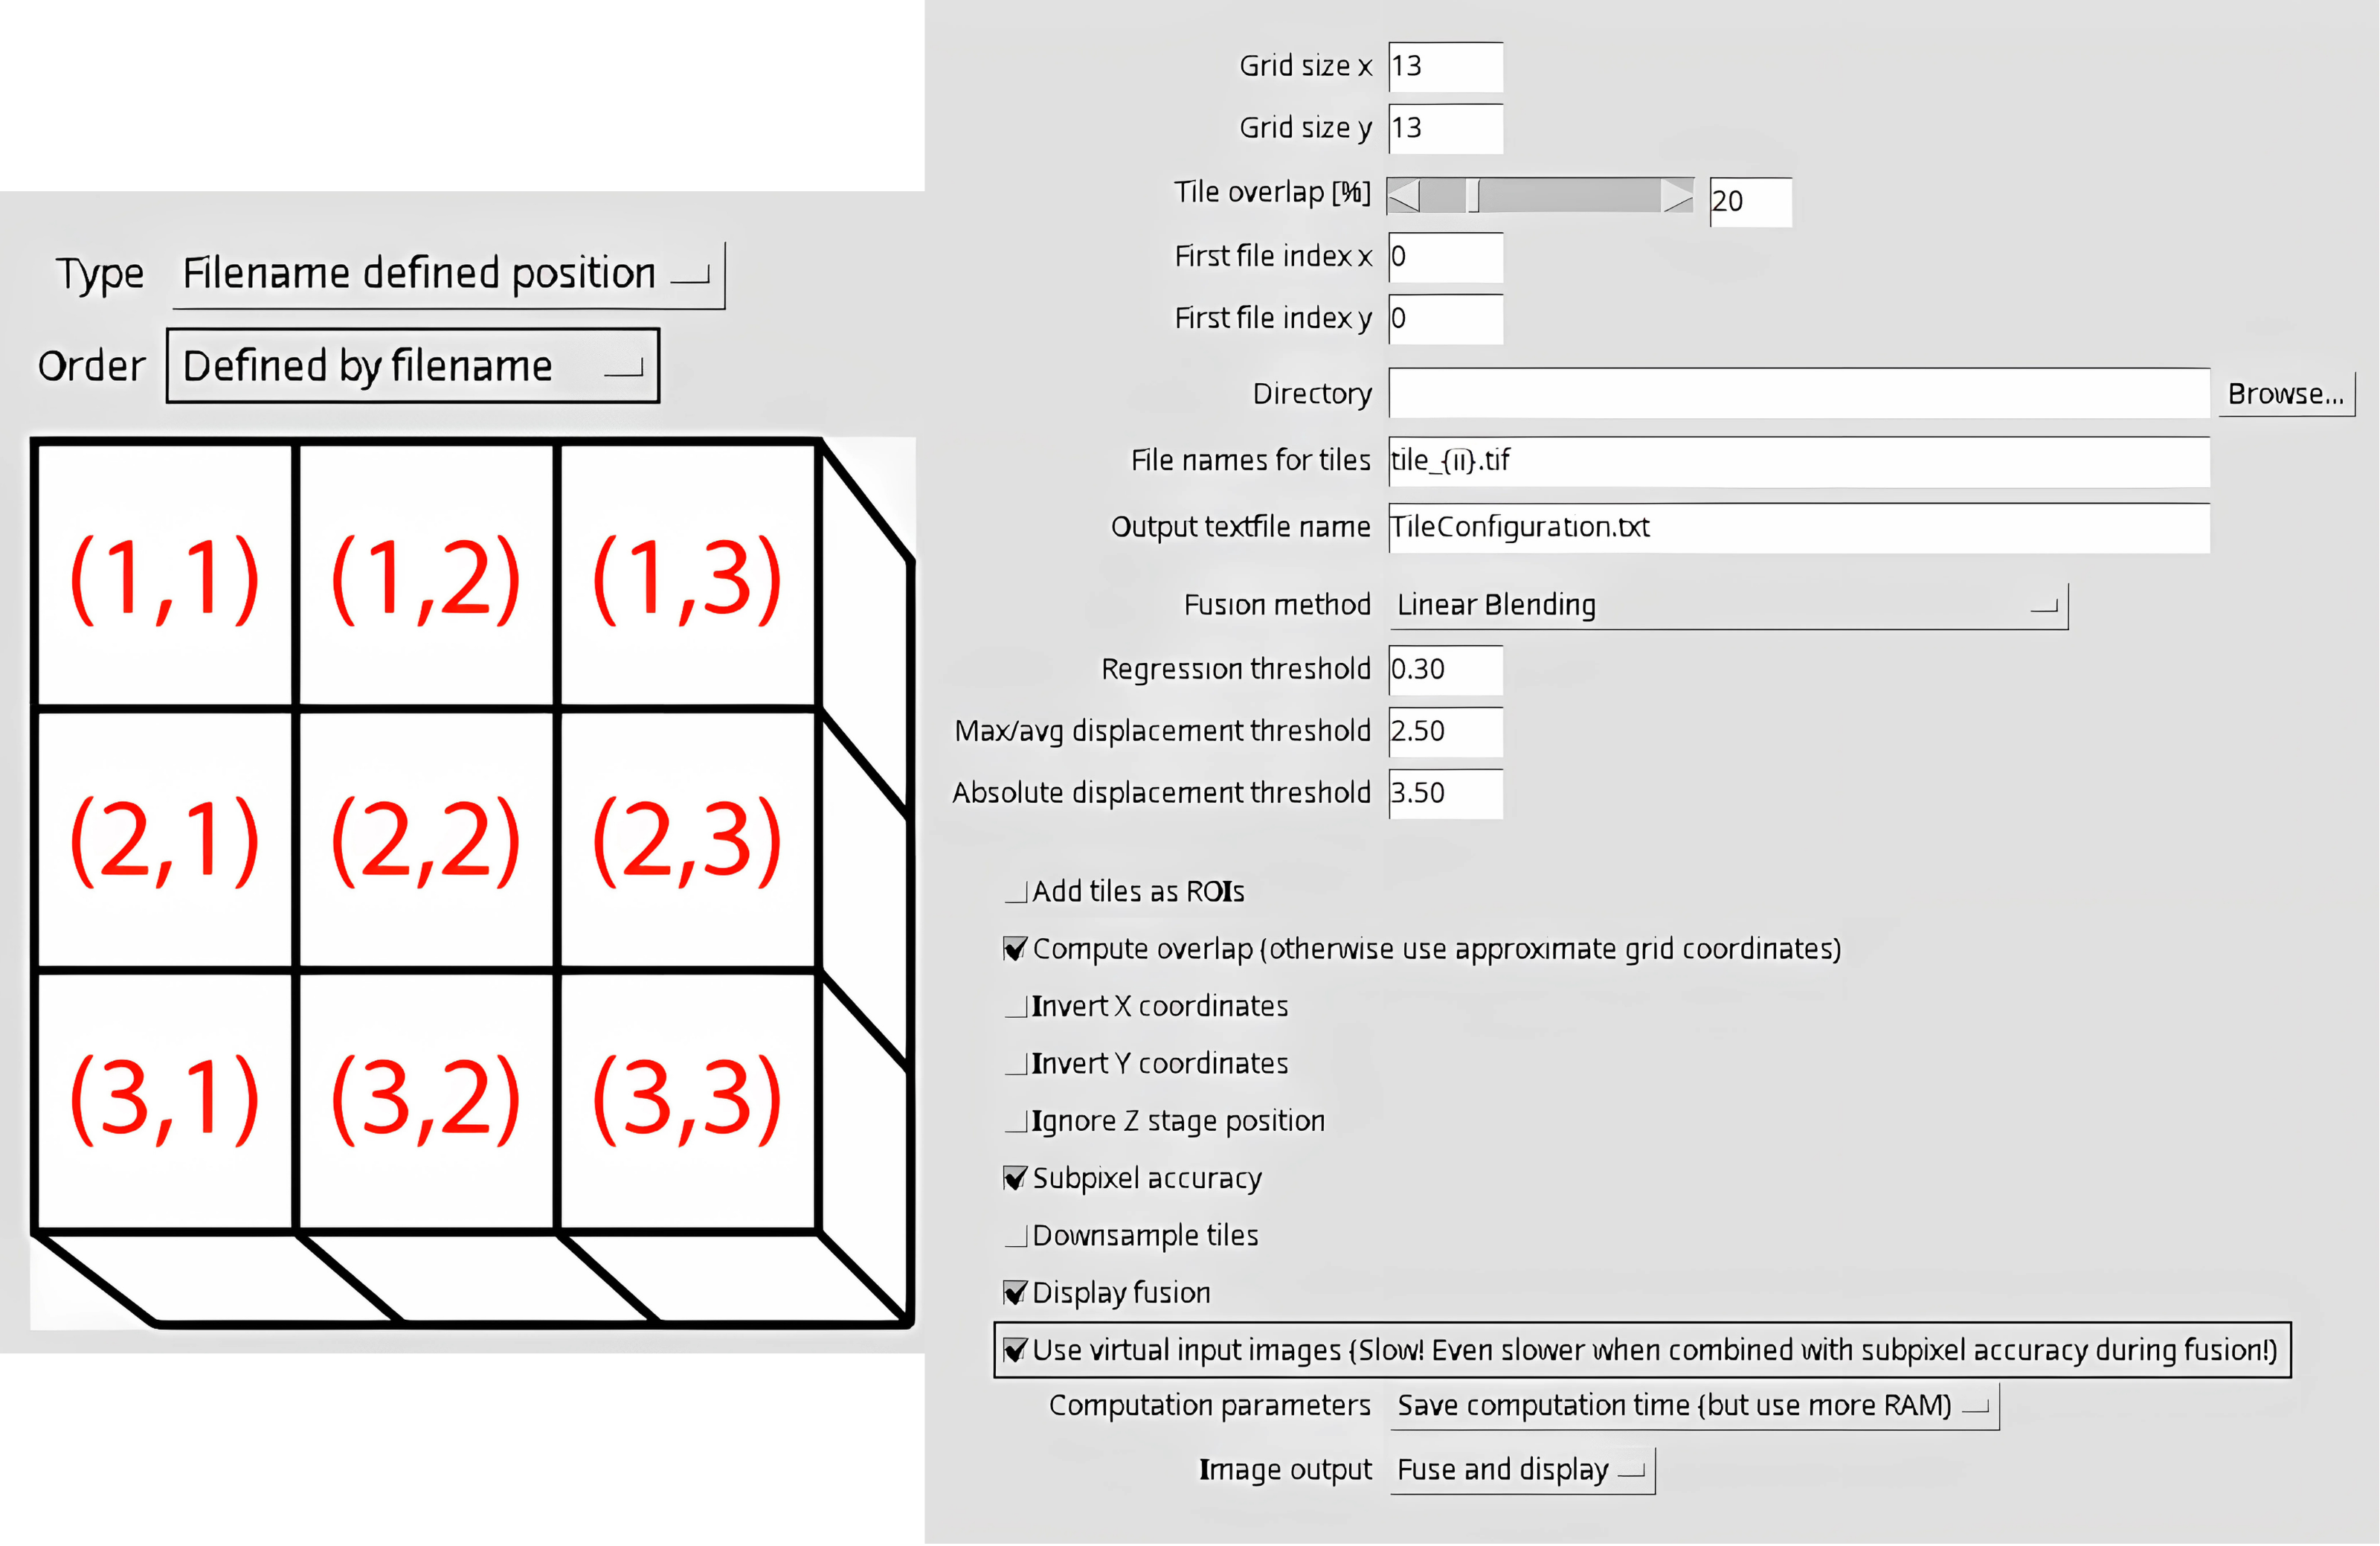 Type Filename defined position
Order Defined by filename
(1,1) (1,2) (1,3)
(2,1) (2,2) (2,3)
(3,1) (3,2) (3,3)
Grid size x 13
Grid size y 13
Tile overlap [%] 20
First file index x 0
First file index y 0
Directory Browse...
File names for tiles tile_{ii}.tif
Output textfile name TileConfiguration.txt
Fusion method Linear Blending
Regression threshold 0.30
Max/avg displacement threshold 2.50
Absolute displacement threshold 3.50
Add tiles as ROIs
Compute overlap (otherwise use approximate grid coordinates)
Invert X coordinates
Invert Y coordinates
Ignore Z stage position
Subpixel accuracy
Downsample tiles
Display fusion
Use virtual input images (Slow! Even slower when combined with subpixel accuracy during fusion!)
Computation parameters Save computation time (but use more RAM)
Image output Fuse and display